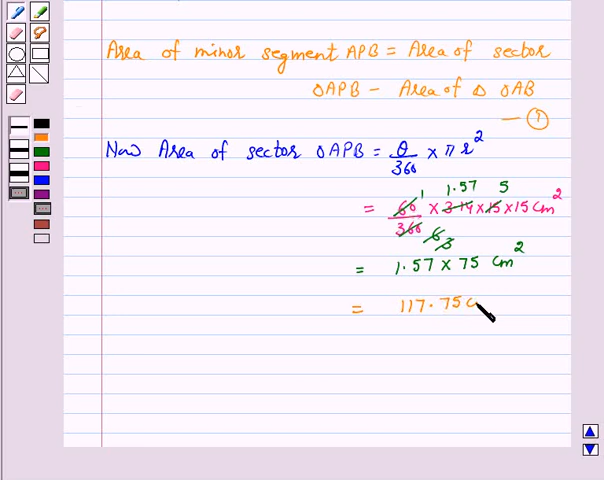 Area of minor segment APB = Area of sector
OAPB - Area of △ OAB
— ①
Now Area of sector OAPB = θ/360 × π r²
= 60/360 × 3.14 × 15 × 15 cm² 1 1.57 5 6 3
= 1.57 × 75 cm²
= 117.75 c